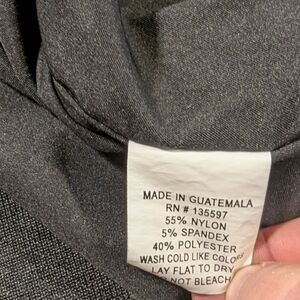 MADE IN GUATEMALA
RN # 135597
55% NYLON
5% SPANDEX
40% POLYESTER
WASH COLD LIKE COLORS
LAY FLAT TO DRY
NOT BLEACH